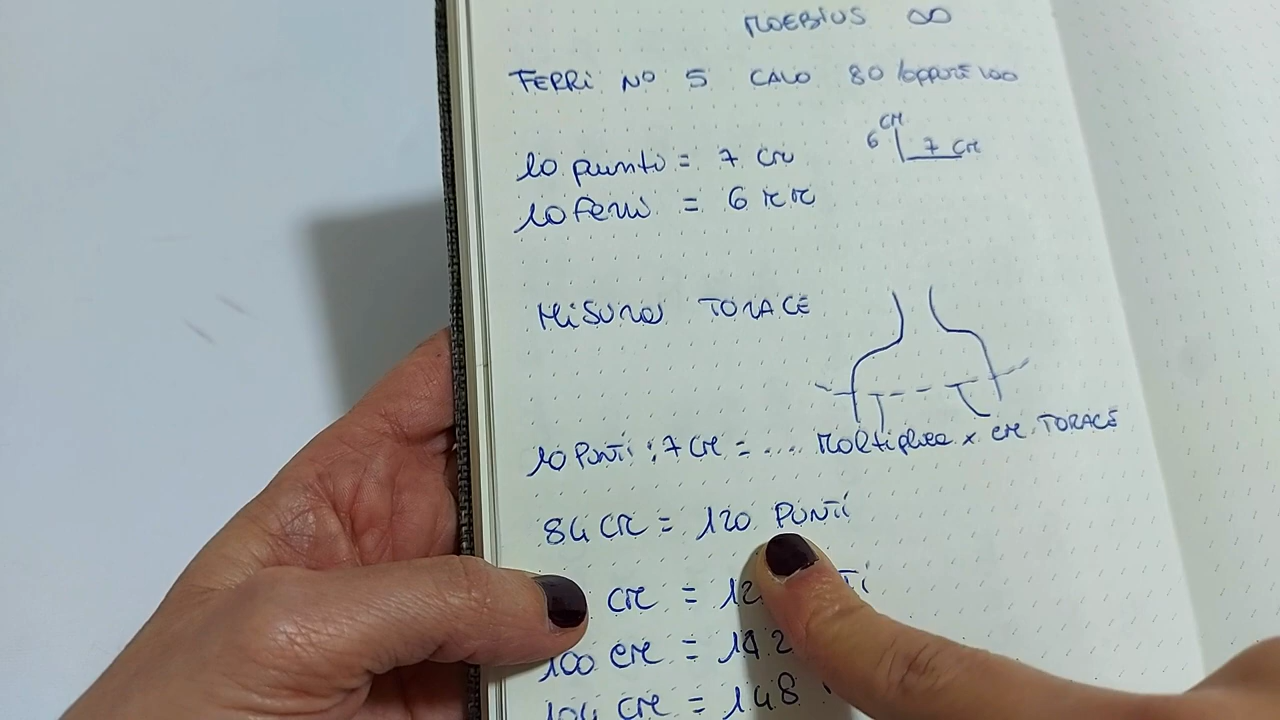 MOEBIUS ∞
FERRI Nº 5 CAVO 80 /oppure 100
10 punti = 7 cm
6 CM
7 CM
10 ferri = 6 cm
MISURA TORACE
10 PUNTI : 7 CM = .... Moltiplica x cm TORACE
84 cm = 120 PUNTI
cm = 12
100 cm = 142
104 cm = 148